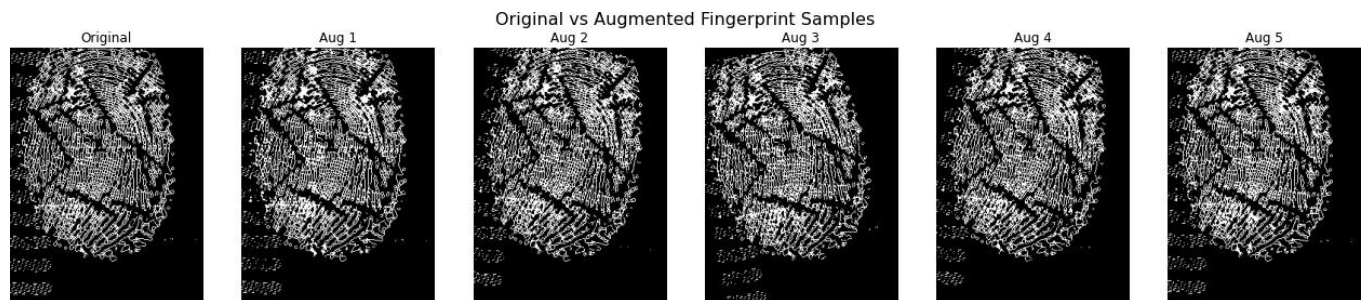 Original vs Augmented Fingerprint Samples
Original
Aug 1
Aug 2
Aug 3
Aug 4
Aug 5